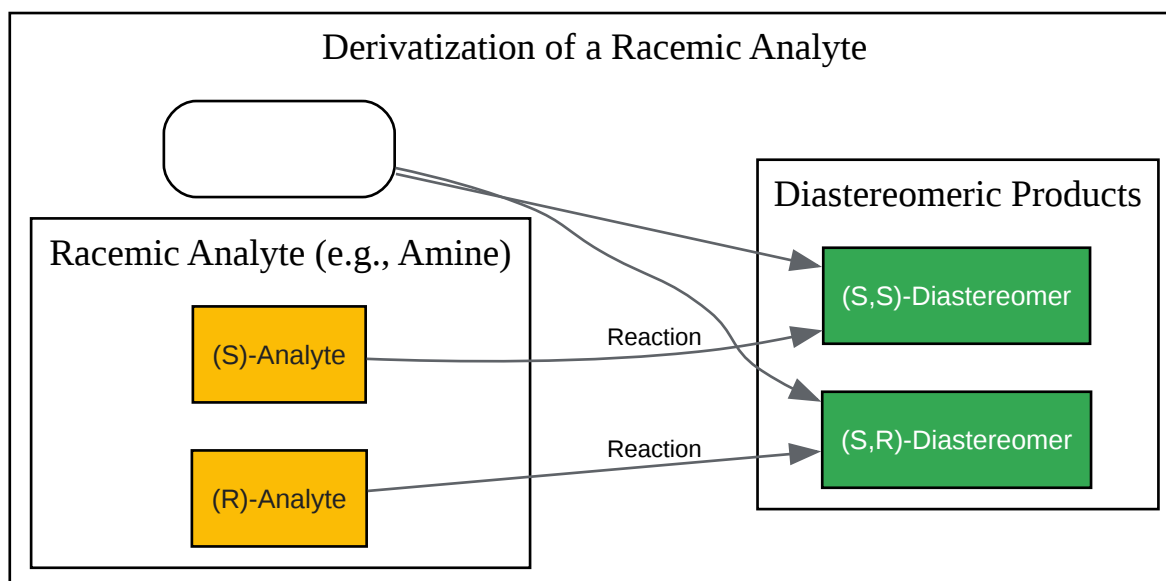 Derivatization of a Racemic Analyte
Diastereomeric Products
Racemic Analyte (e.g., Amine)
(S,S)-Diastereomer
Reaction
(S)-Analyte
(S,R)-Diastereomer
Reaction
(R)-Analyte